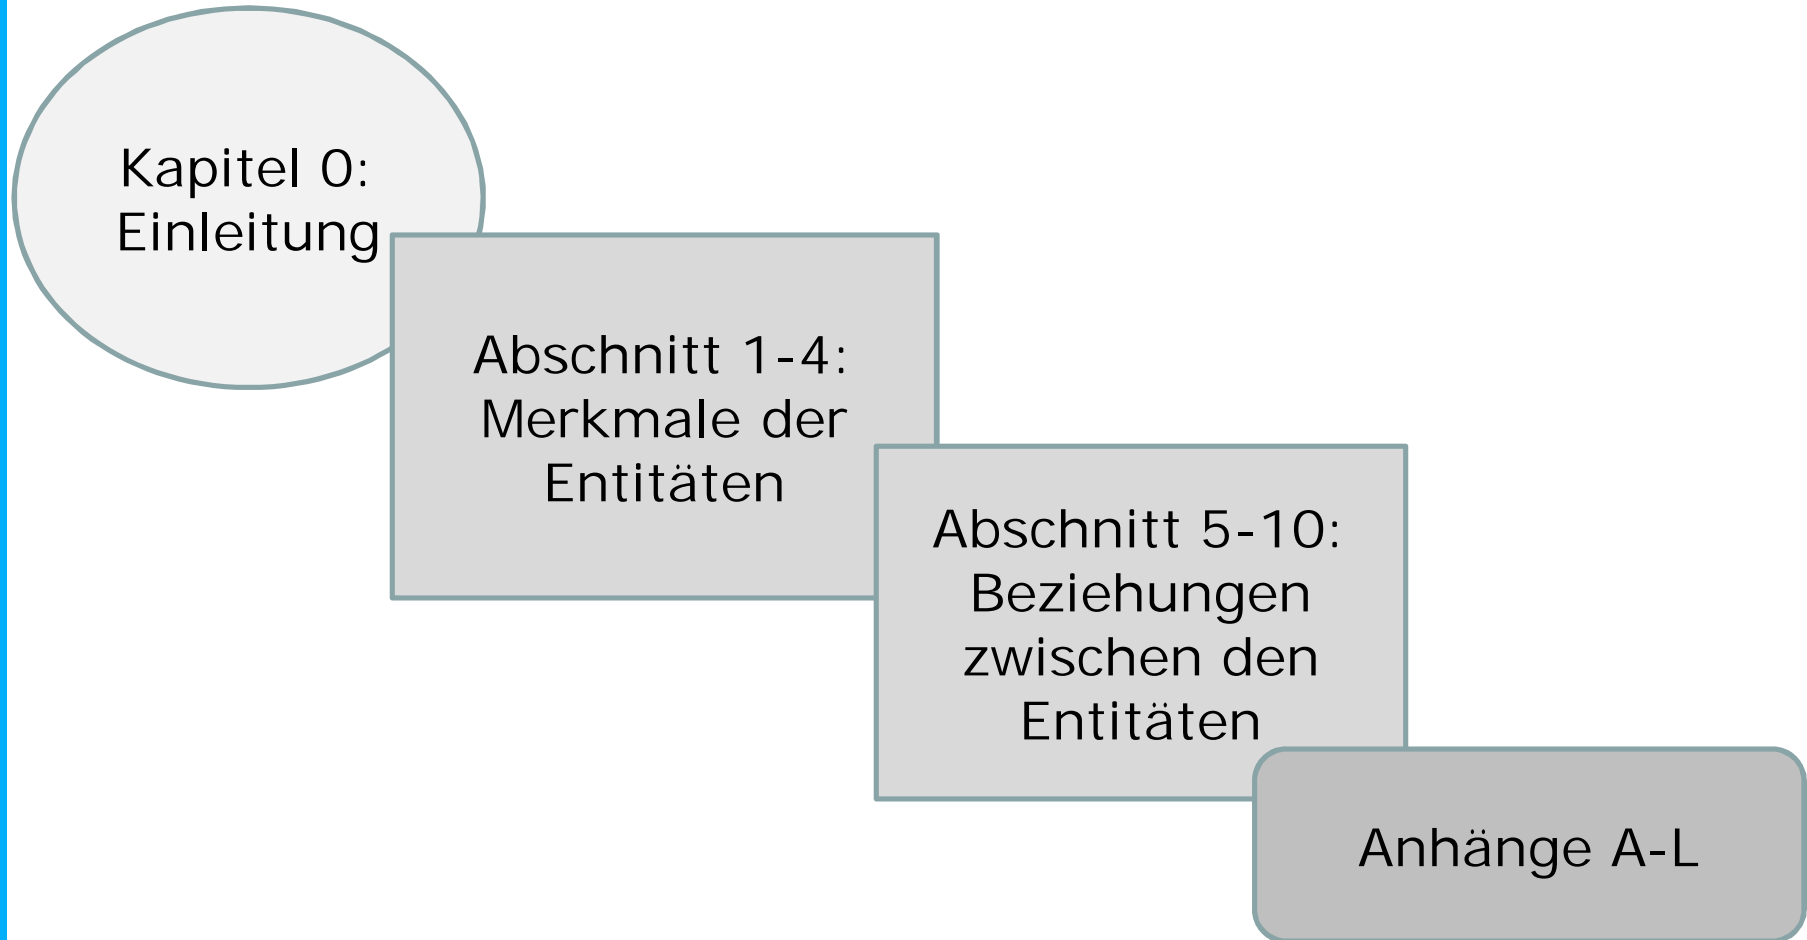 Kapitel 0:
Einleitung
Abschnitt 1-4:
Merkmale der
Entitäten
Abschnitt 5-10:
Beziehungen
zwischen den
Entitäten
Anhänge A-L